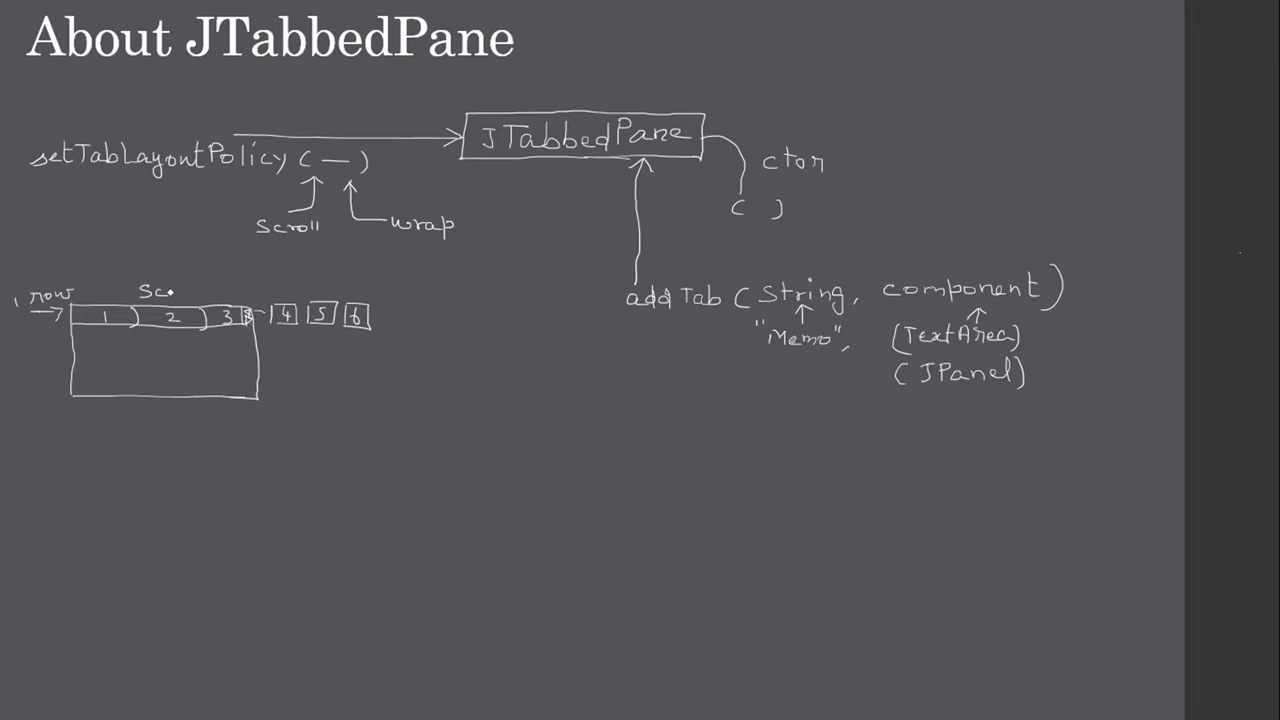 About JTabbedPane
setTabLayoutPolicy ( — )
JTabbedPane
ctor
( )
Scroll
wrap
addTab ( String, component )
"Memo",
(TextArea)
( JPanel )
1 row
Sc
1 2 3
4 5 6